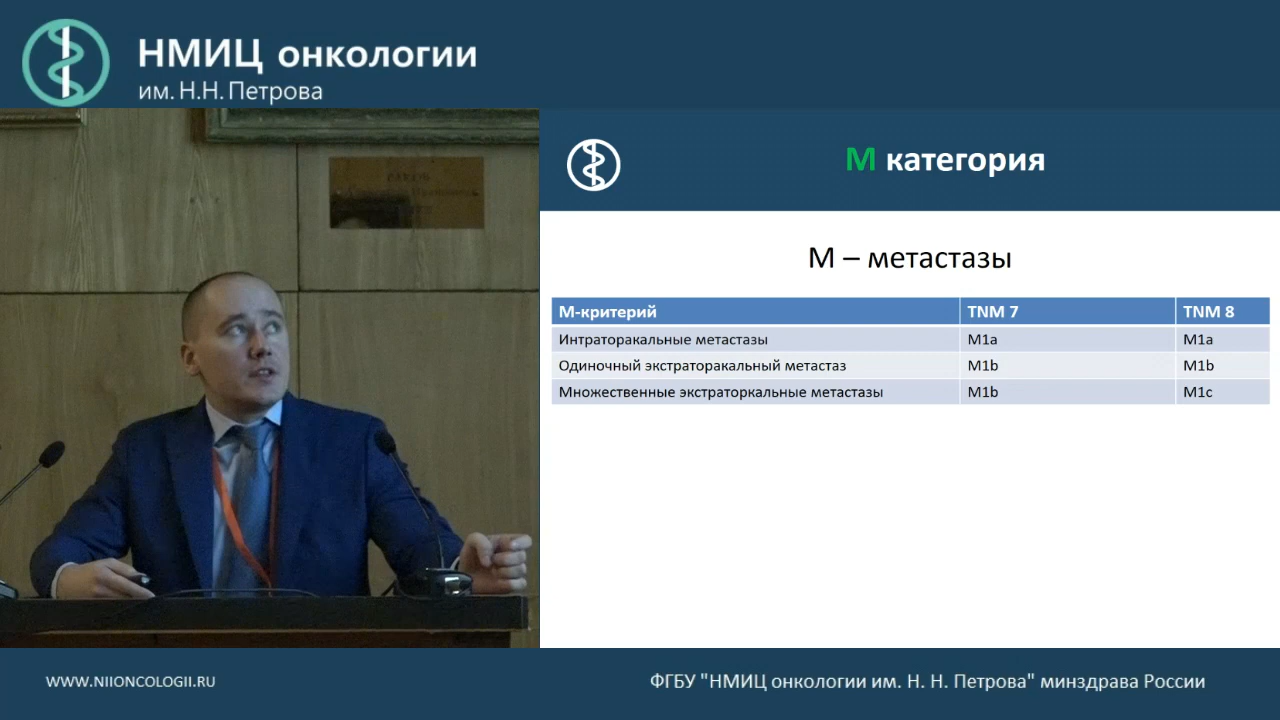 НМИЦ онкологии
им. Н.Н. Петрова
М категория
М – метастазы
М-критерий TNM 7 TNM 8
Интраторакальные метастазы M1a M1a
Одиночный экстраторакальный метастаз M1b M1b
Множественные экстраторкальные метастазы M1b M1c
WWW.NIIONCOLOGII.RU
ФГБУ "НМИЦ онкологии им. Н. Н. Петрова" минздрава России